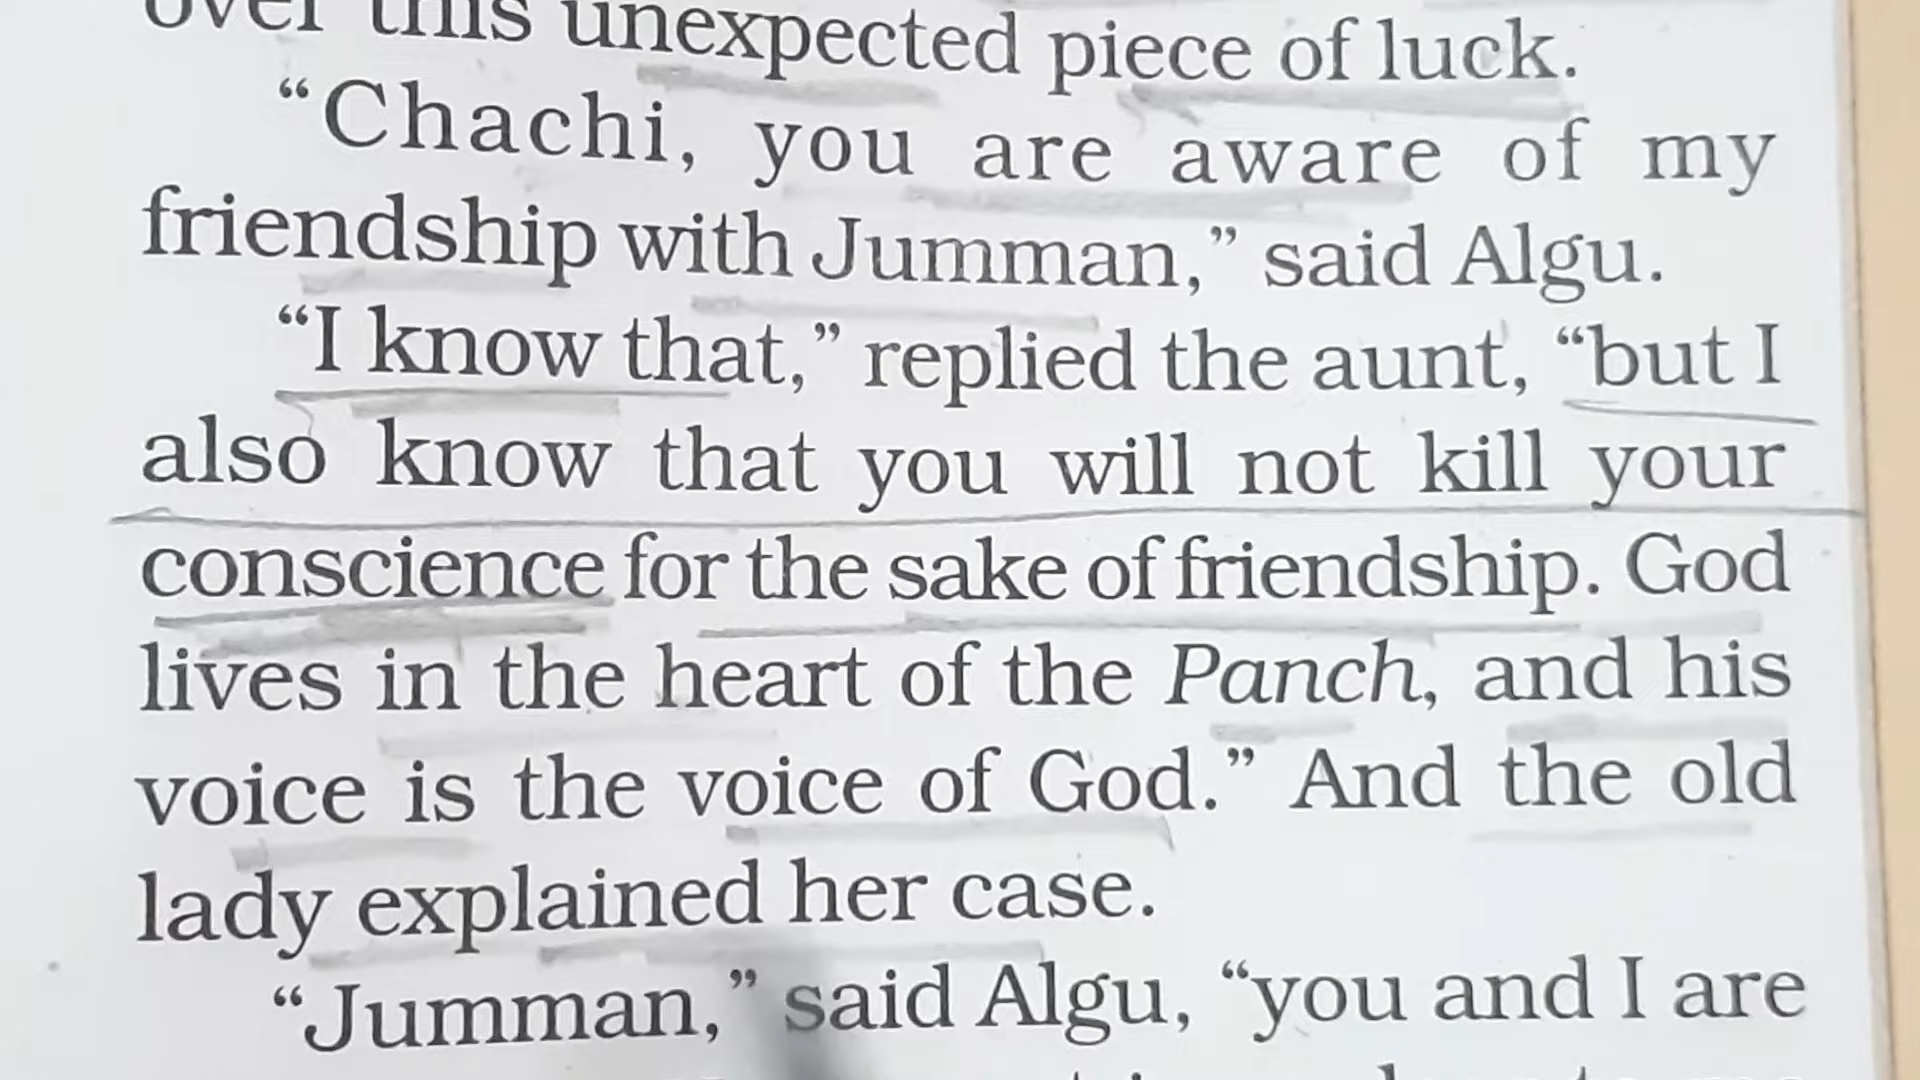 over this unexpected piece of luck.
“Chachi, you are aware of my
friendship with Jumman,” said Algu.
“I know that,” replied the aunt, “but I
also know that you will not kill your
conscience for the sake of friendship. God
lives in the heart of the Panch, and his
voice is the voice of God.” And the old
lady explained her case.
“Jumman,” said Algu, “you and I are